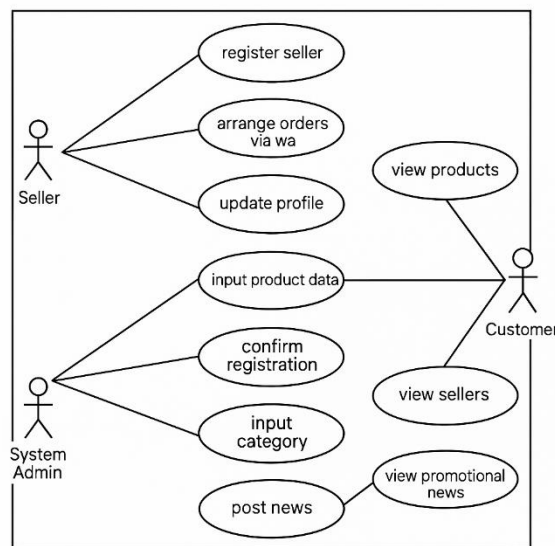 register seller
arrange orders
via wa
Seller
view products
update profile
input product data
Customer
confirm
registration
view sellers
System
Admin
input
category
view promotional
news
post news